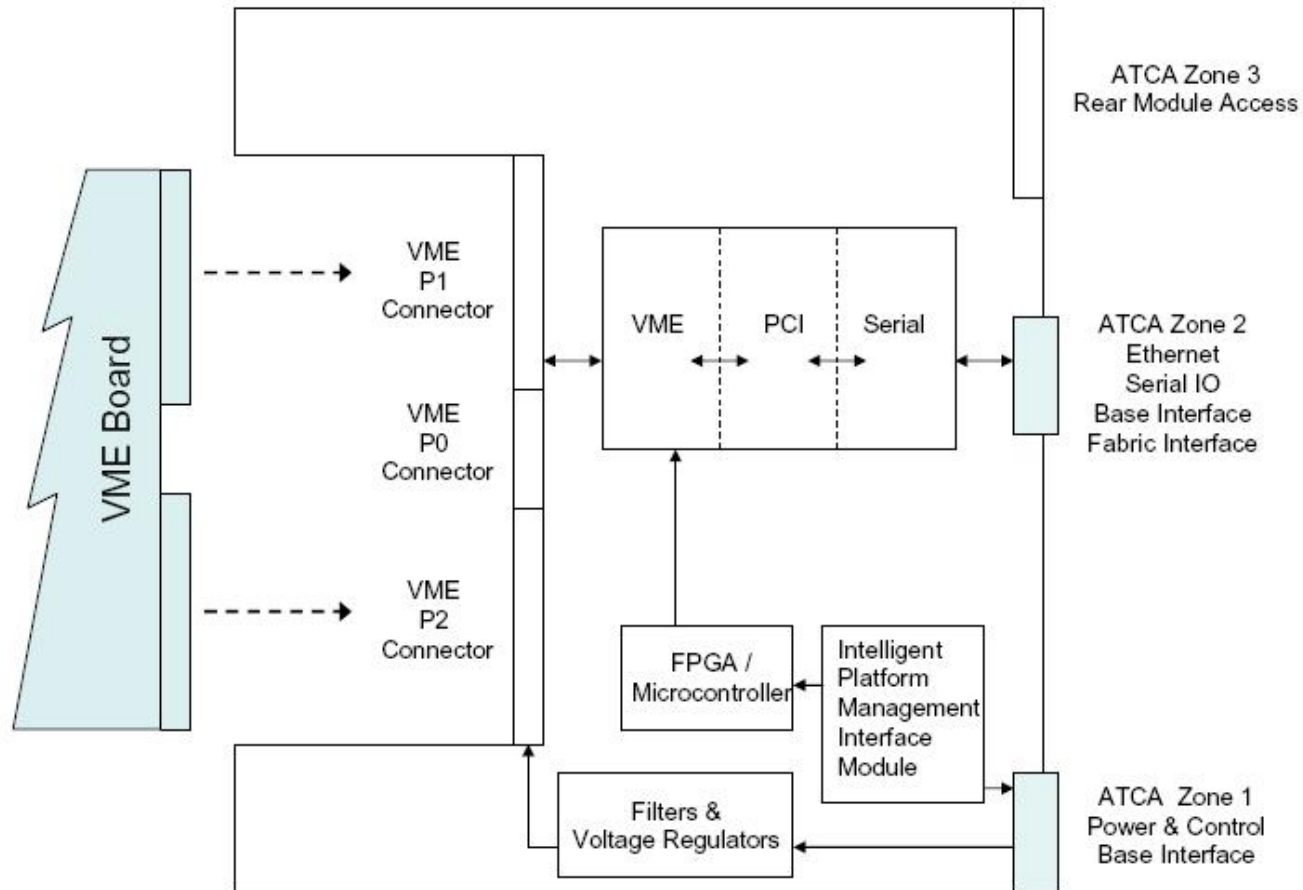 ATCA Zone 3
Rear Module Access
VME Board
VME
P1
Connector
VME
P0
Connector
VME
P2
Connector
VME
PCI
Serial
ATCA Zone 2
Ethernet
Serial IO
Base Interface
Fabric Interface
FPGA /
Microcontroller
Intelligent
Platform
Management
Interface
Module
Filters &
Voltage Regulators
ATCA Zone 1
Power & Control
Base Interface